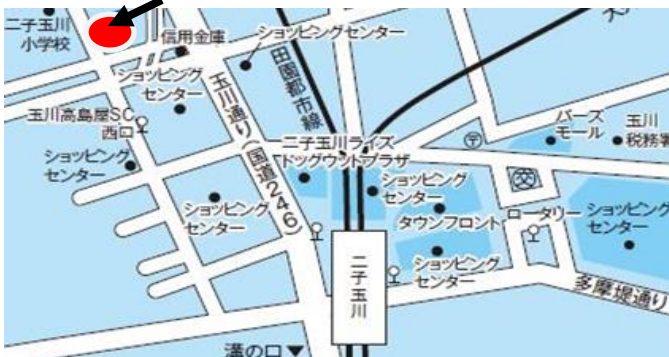 二子玉川
小学校
信用金庫
ショッピングセンター
ショッピング
センター
田園都市線
玉川通り(国道246)
玉川高島屋SC
西口
ショッピング
センター
ショッピング
センター
二子玉川ライズ
ドッグウッドプラザ
ショッピング
センター
タウンフロント
ショッピング
センター
バーズ
モール
玉川
税務署
交
ロータリー
ショッピング
センター
二子玉川
多摩堤通り
溝の口▼